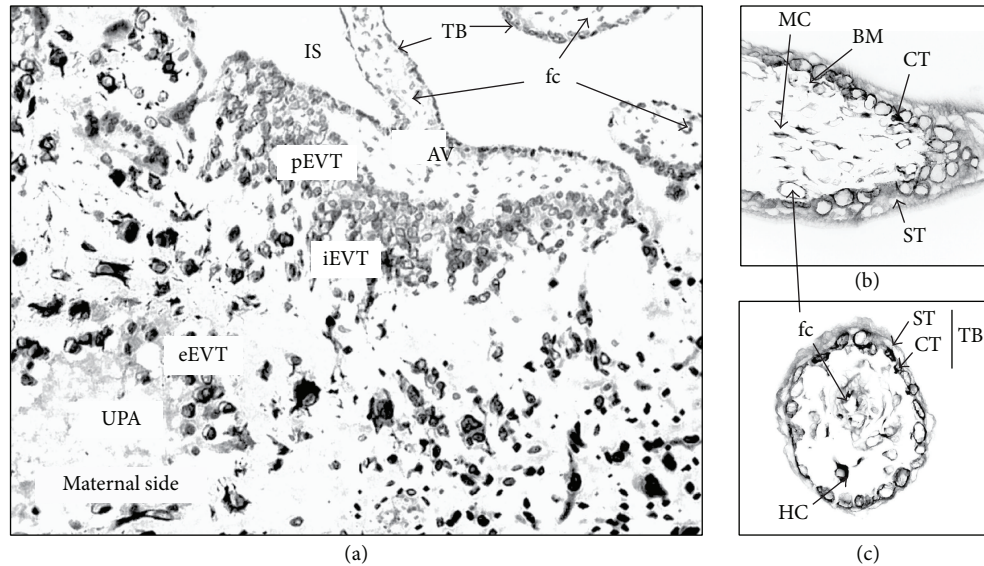 IS
TB
fc
pEVT
AV
iEVT
eEVT
UPA
Maternal side
(a)
MC
BM
CT
ST
(b)
fc
ST
CT
TB
HC
(c)